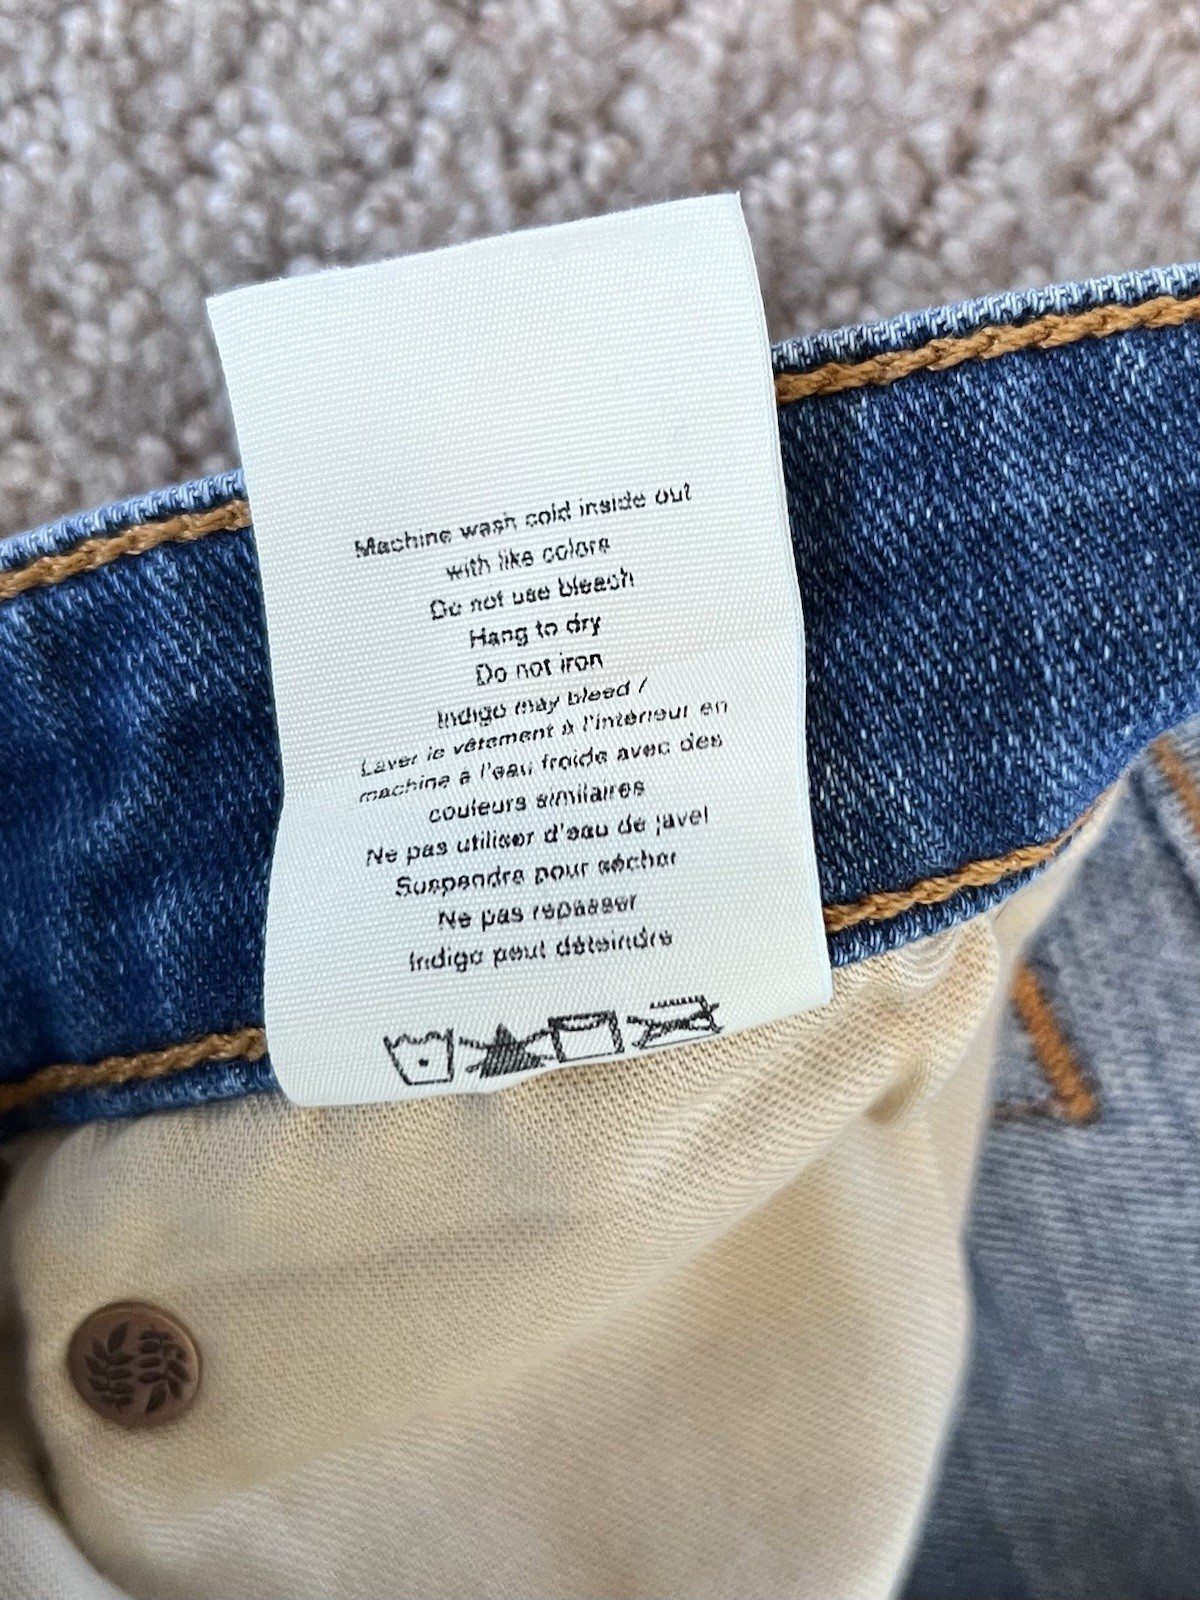 Machine wash cold inside out
with like colors
Do not use bleach
Hang to dry
Do not iron
Indigo may bleed /
Laver le vêtement à l'intérieur en
machine à l'eau froide avec des
couleurs similaires
Ne pas utiliser d'eau de javel
Suspendre pour sécher
Ne pas repasser
Indigo peut déteindre